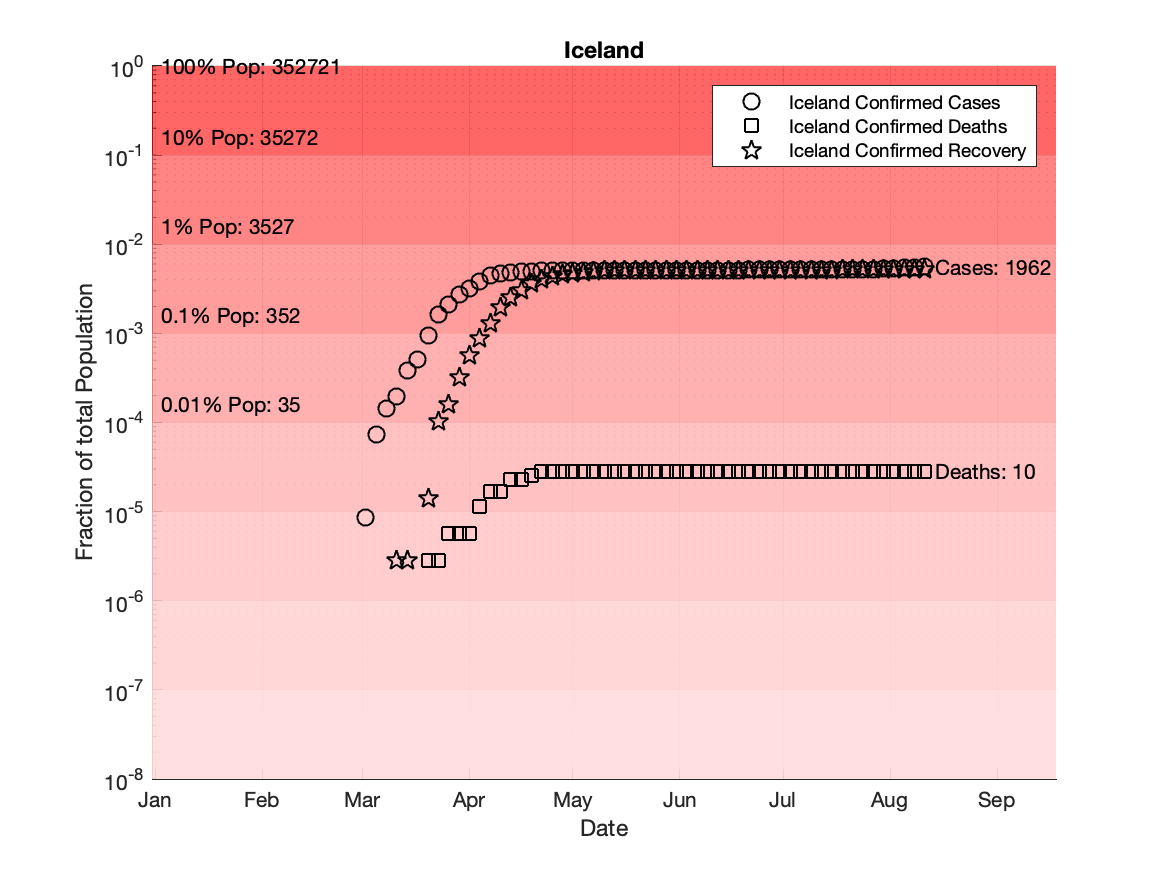 Iceland
10^0
100% Pop: 352721
Iceland Confirmed Cases
Iceland Confirmed Deaths
Iceland Confirmed Recovery
10% Pop: 35272
10^-1
1% Pop: 3527
10^-2
Cases: 1962
0.1% Pop: 352
10^-3
0.01% Pop: 35
10^-4
Deaths: 10
10^-5
10^-6
10^-7
10^-8
Fraction of total Population
Jan Feb Mar Apr May Jun Jul Aug Sep
Date